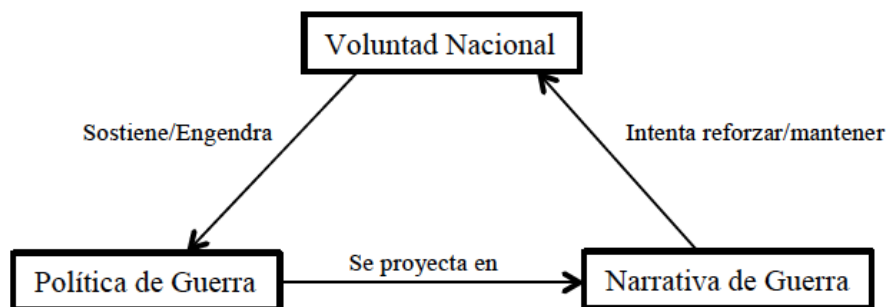 Voluntad Nacional
Sostiene/Engendra
Intenta reforzar/mantener
Se proyecta en
Política de Guerra
Narrativa de Guerra